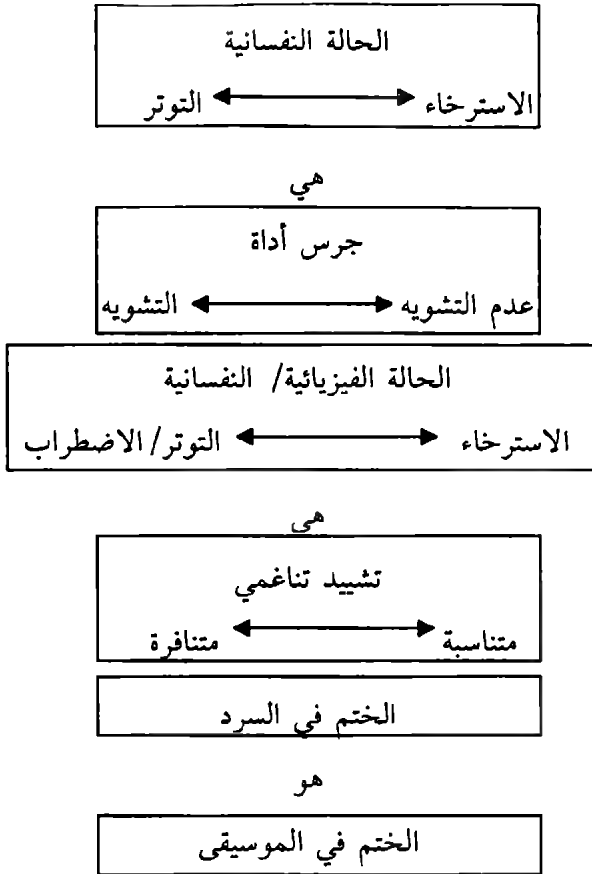 الحالة النفسانية
الاسترخاء التوتر
هي
جرس أداة
عدم التشويه التشويه
الحالة الفيزيائية/ النفسانية
الاسترخاء التوتر/الاضطراب
هي
تشييد تناغمي
متناسبة متنافرة
الختم في السرد
هو
الختم في الموسيقى